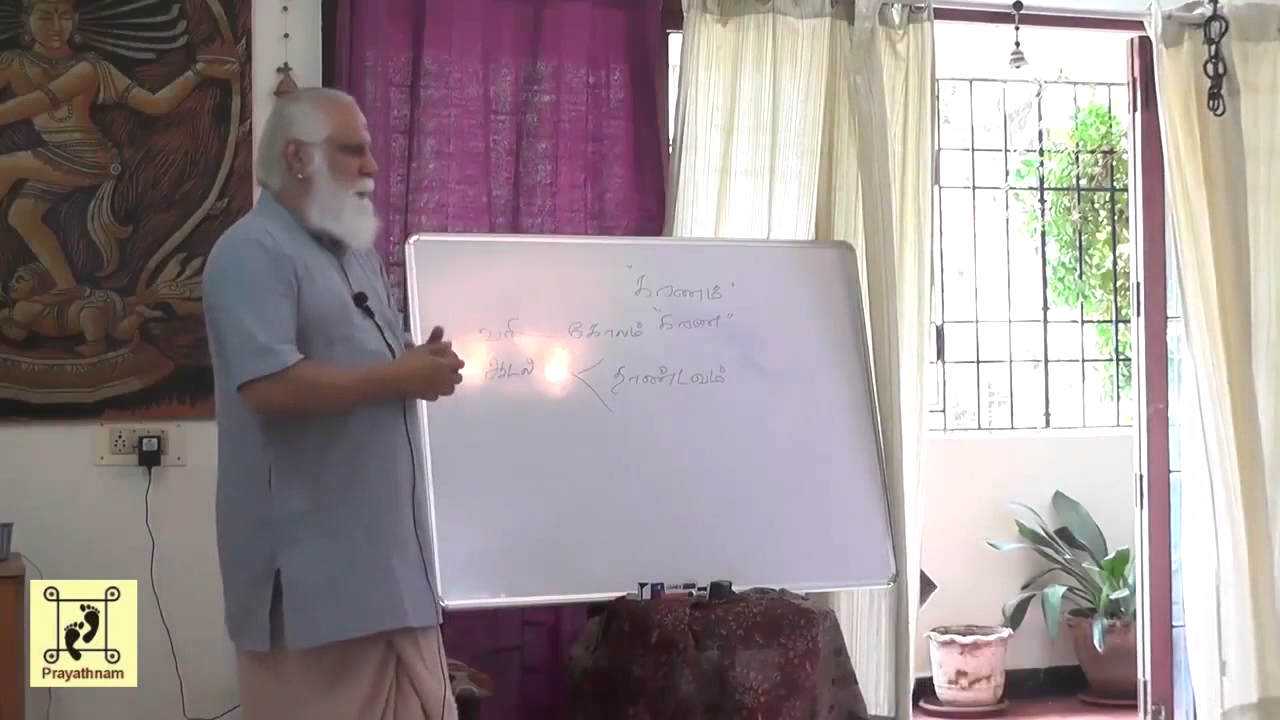 "கரணம்"
வரி — கோலம் "கரண"
ஆடல் < தாண்டவம்
Prayathnam